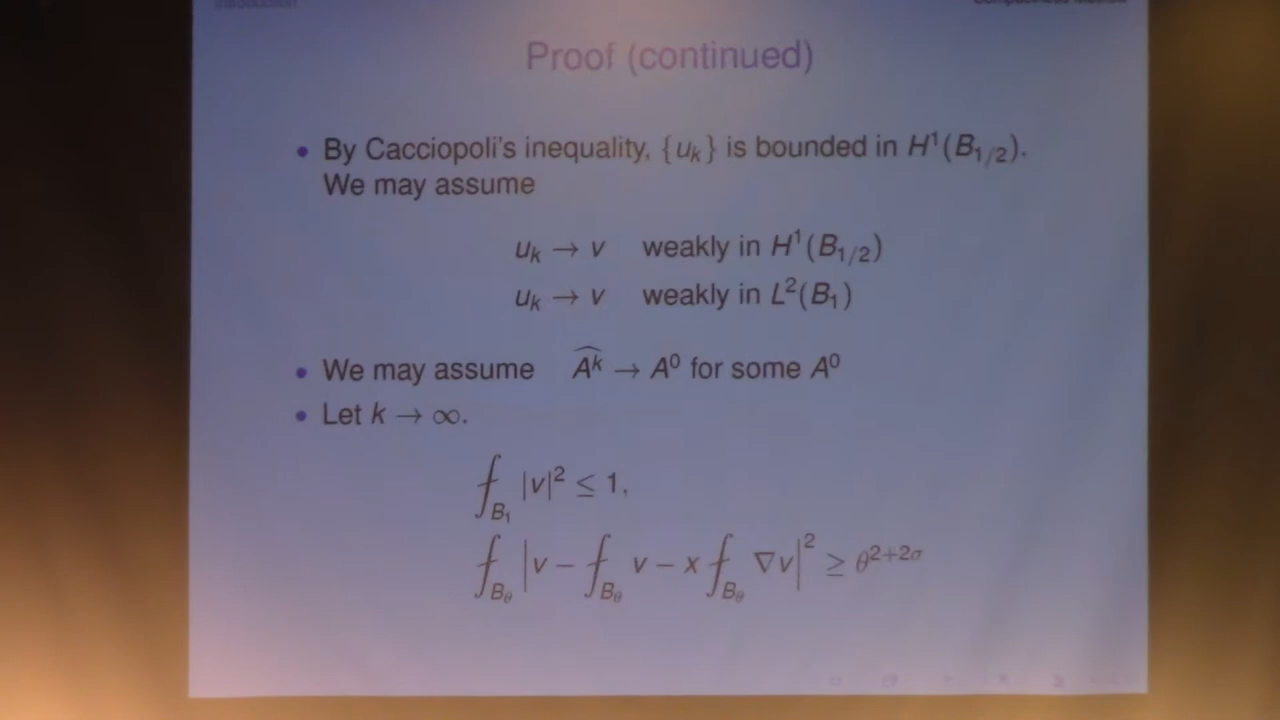 Introduction
Proof (continued)
• By Cacciopoli's inequality, {u_k} is bounded in H^1(B_{1/2}).
We may assume
u_k → v weakly in H^1(B_{1/2})
u_k → v weakly in L^2(B_1)
• We may assume \widehat{A^k} → A^0 for some A^0
• Let k → ∞.
⨍_{B_1} |v|^2 ≤ 1,
⨍_{B_θ} |v − ⨍_{B_θ} v − x ⨍_{B_θ} ∇v|^2 ≥ θ^{2+2σ}